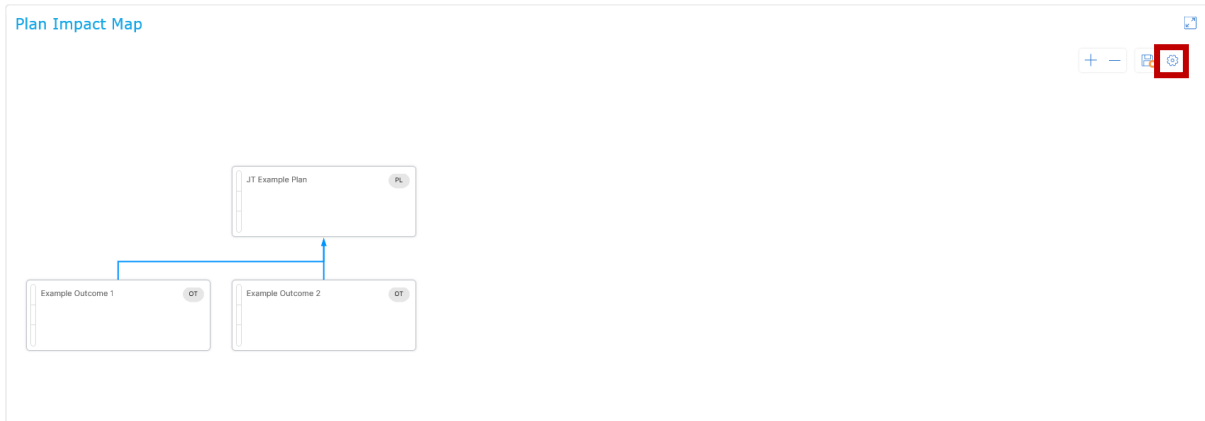 Plan Impact Map
JT Example Plan
PL
Example Outcome 1
OT
Example Outcome 2
OT